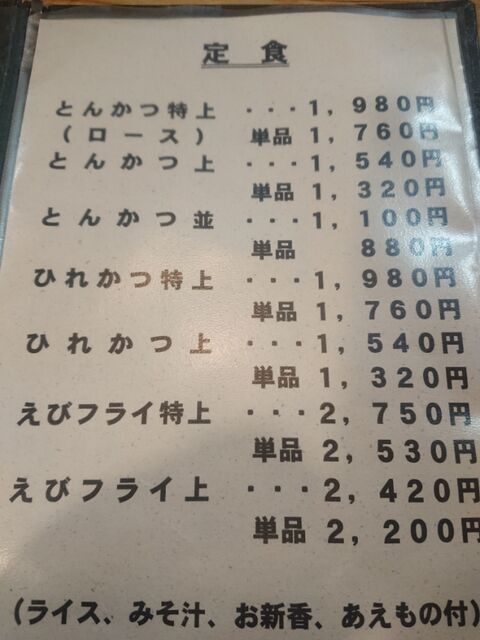 定食
とんかつ特上 ・・・1，980円
(ロース) 単品 1，760円
とんかつ上 ・・・1，540円
単品 1，320円
とんかつ並 ・・・1，100円
単品 880円
ひれかつ特上 ・・・1，980円
単品 1，760円
ひれかつ上 ・・・1，540円
単品 1，320円
えびフライ特上 ・・・2，750円
単品 2，530円
えびフライ上 ・・・2，420円
単品 2，200円
(ライス、みそ汁、お新香、あえもの付)